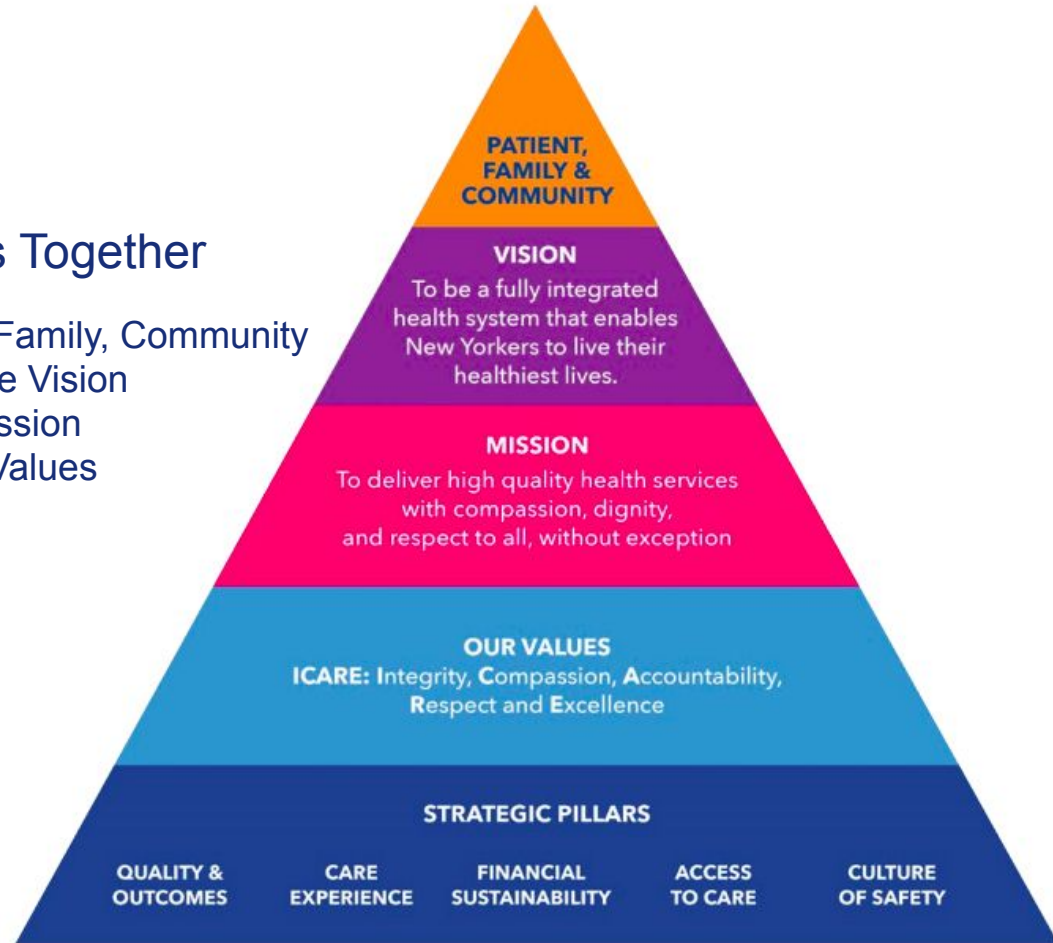 s Together
Family, Community
e Vision
ssion
Values
PATIENT,
FAMILY &
COMMUNITY
VISION
To be a fully integrated
health system that enables
New Yorkers to live their
healthiest lives.
MISSION
To deliver high quality health services
with compassion, dignity,
and respect to all, without exception
OUR VALUES
ICARE: Integrity, Compassion, Accountability,
Respect and Excellence
STRATEGIC PILLARS
QUALITY &
OUTCOMES
CARE
EXPERIENCE
FINANCIAL
SUSTAINABILITY
ACCESS
TO CARE
CULTURE
OF SAFETY